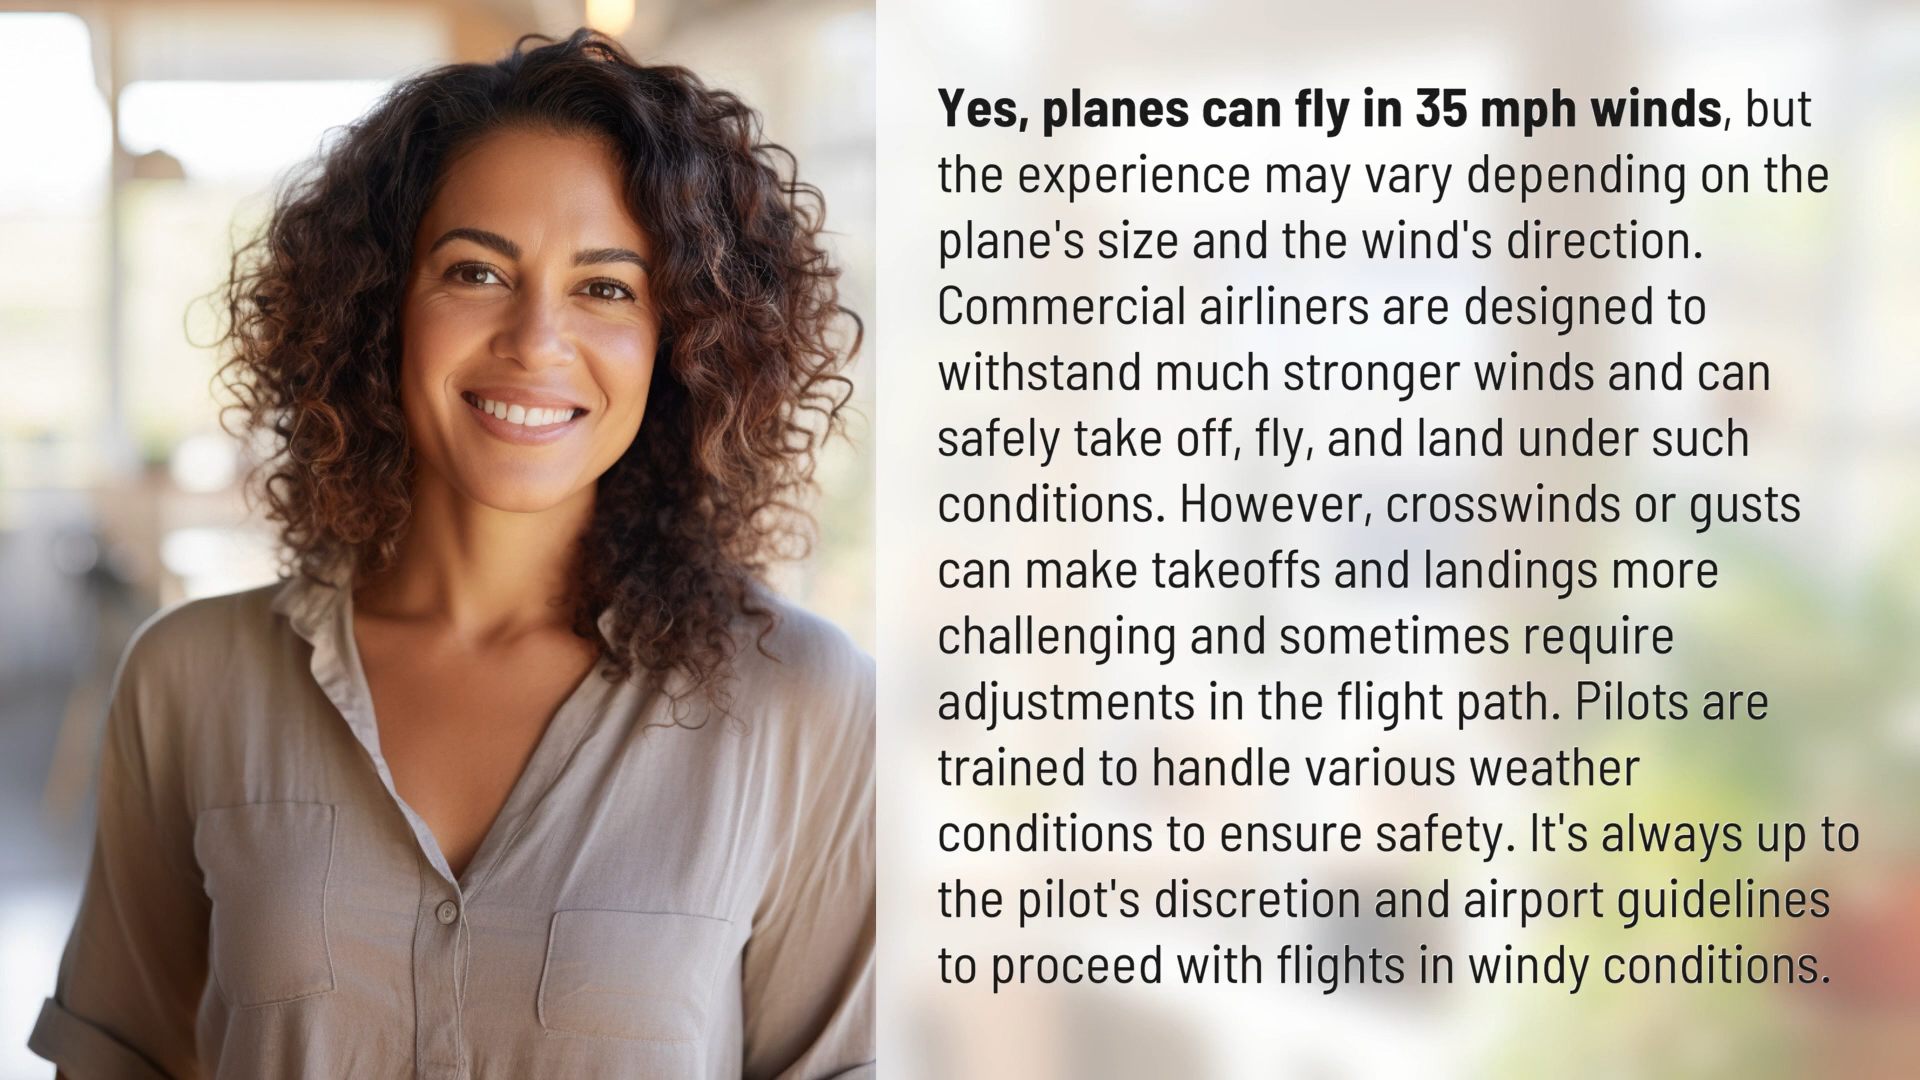 Yes, planes can fly in 35 mph winds, but
the experience may vary depending on the
plane's size and the wind's direction.
Commercial airliners are designed to
withstand much stronger winds and can
safely take off, fly, and land under such
conditions. However, crosswinds or gusts
can make takeoffs and landings more
challenging and sometimes require
adjustments in the flight path. Pilots are
trained to handle various weather
conditions to ensure safety. It's always up to
the pilot's discretion and airport guidelines
to proceed with flights in windy conditions.